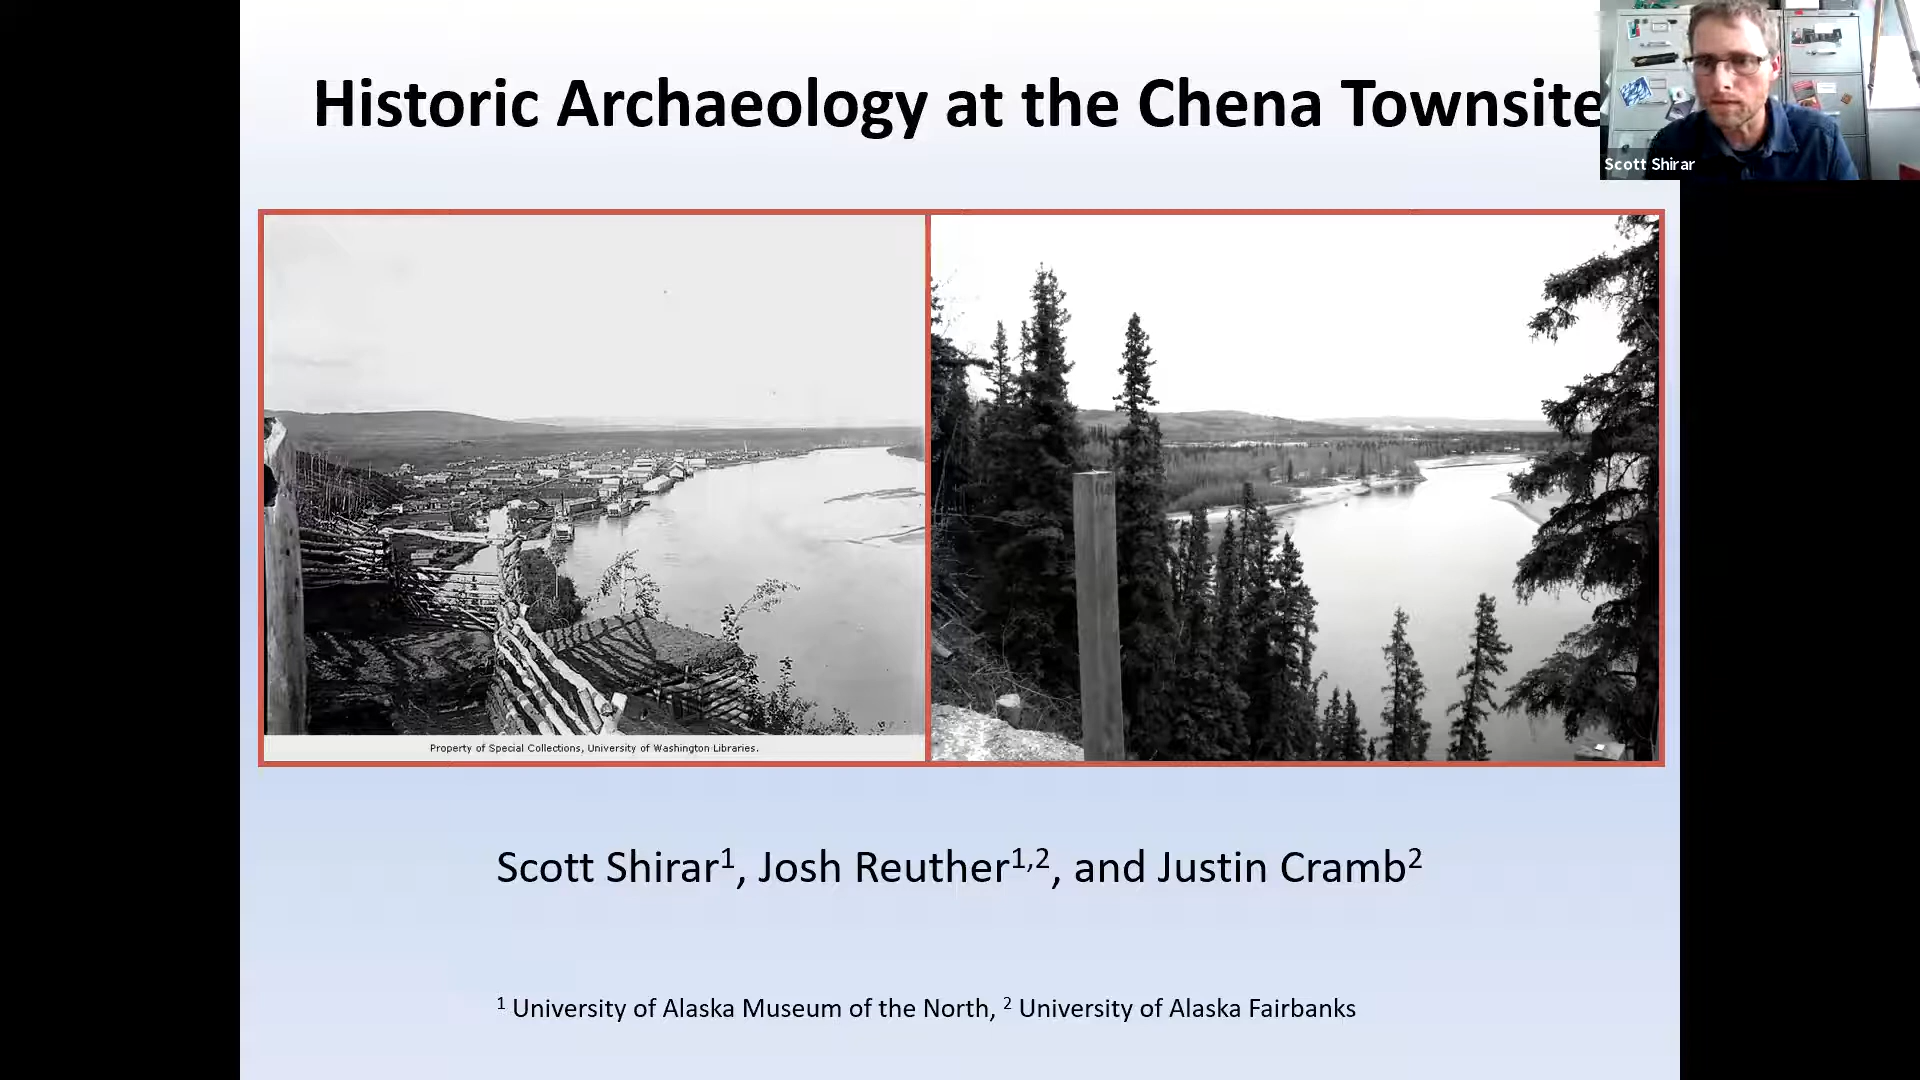 Historic Archaeology at the Chena Townsite
Scott Shirar
Property of Special Collections, University of Washington Libraries.
Scott Shirar1, Josh Reuther1,2, and Justin Cramb2
1 University of Alaska Museum of the North, 2 University of Alaska Fairbanks